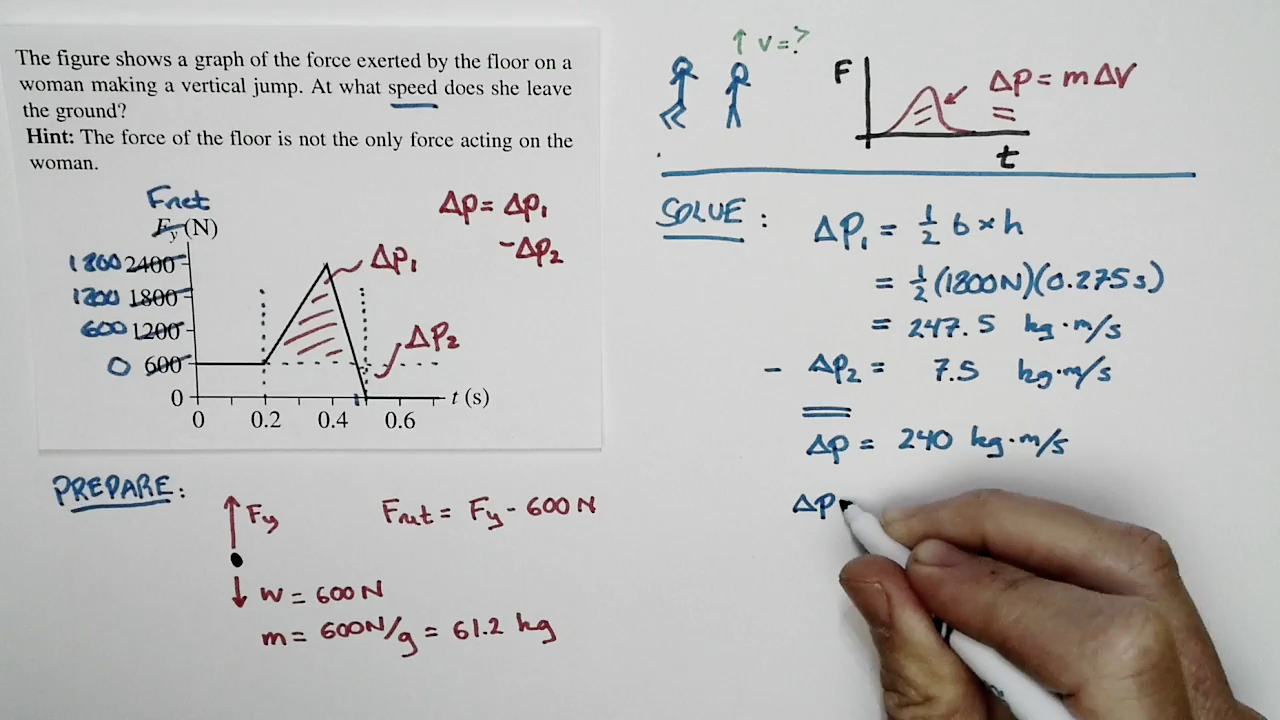 The figure shows a graph of the force exerted by the floor on a
woman making a vertical jump. At what speed does she leave
the ground?
Hint: The force of the floor is not the only force acting on the
woman.
Fnet
Fy (N)
1800 2400
1200 1800
600 1200
0 600
0
0 0.2 0.4 0.6
t (s)
Δp = Δp1
- Δp2
Δp1
Δp2
PREPARE:
Fy
Fnet = Fy - 600 N
w = 600 N
m = 600N/g = 61.2 kg
v = ?
F
t
Δp = mΔv
SOLVE:
Δp1 = 1/2 b × h
= 1/2 (1800N)(0.275s)
= 247.5 kg·m/s
- Δp2 = 7.5 kg·m/s
Δp = 240 kg·m/s
Δp